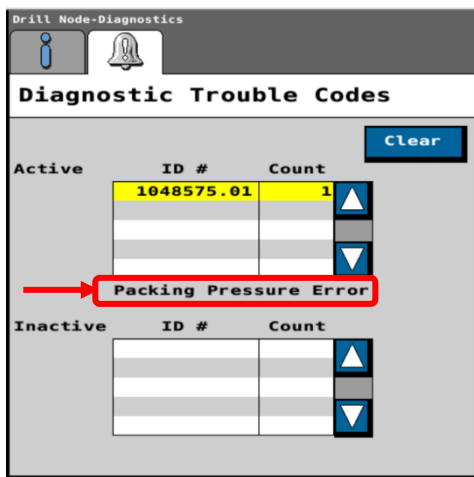 Drill Node-Diagnostics
Diagnostic Trouble Codes
Clear
Active ID # Count
1048575.01 1
Packing Pressure Error
Inactive ID # Count